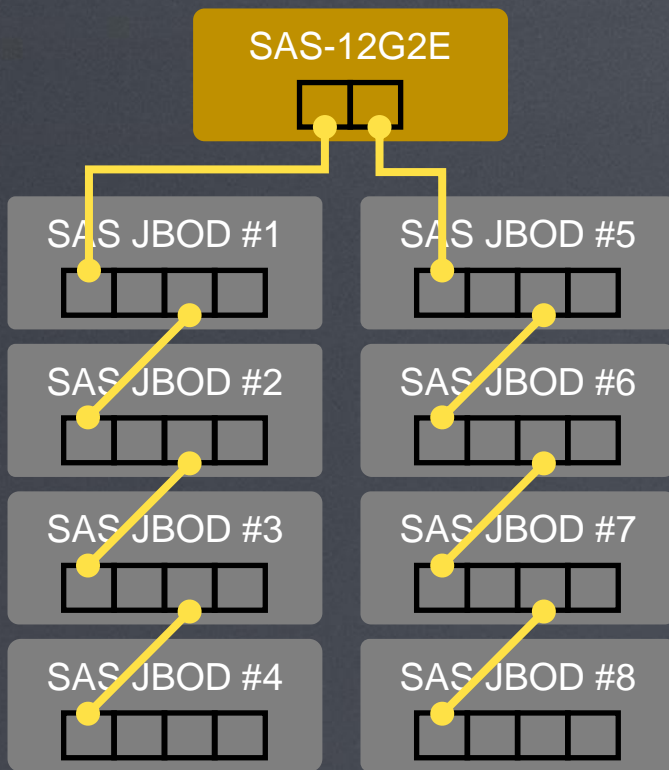 SAS-12G2E
SAS JBOD #1
SAS JBOD #2
SAS JBOD #3
SAS JBOD #4
SAS JBOD #5
SAS JBOD #6
SAS JBOD #7
SAS JBOD #8